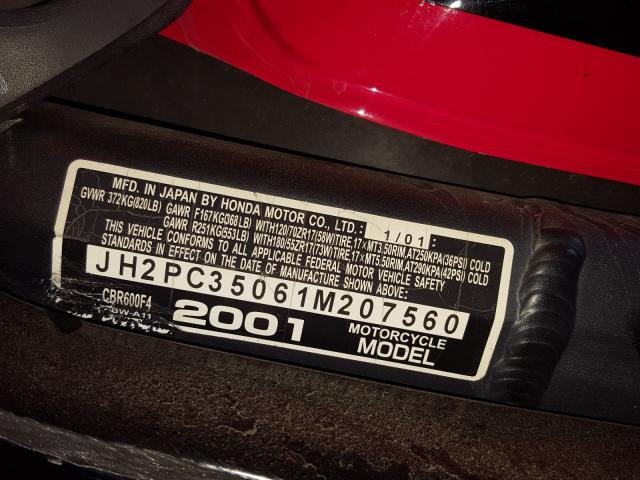 MFD. IN JAPAN BY HONDA MOTOR CO., LTD.: 1/01
GVWR 372KG(820LB) GAWR F167KG(368LB) WITH120/70ZR17(58W)TIRE,17×MT3.50RIM,AT250KPA(36PSI) COLD
GAWR R251KG(553LB) WITH180/55ZR17(73W)TIRE,17×MT5.50RIM,AT290KPA(42PSI) COLD
THIS VEHICLE CONFORMS TO ALL APPLICABLE FEDERAL MOTOR VEHICLE SAFETY
STANDARDS IN EFFECT ON THE DATE OF MANUFACTURE SHOWN ABOVE.
JH2PC35061M207560
CBR600F4
BW-A11
2001 MOTORCYCLE MODEL